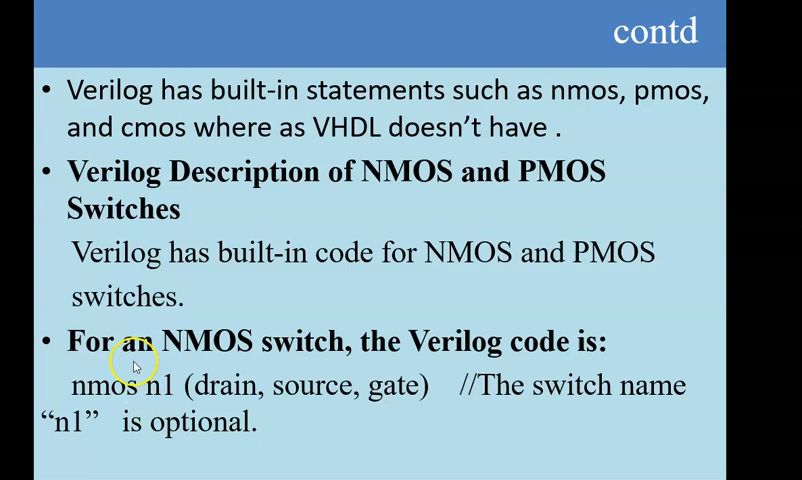 contd
• Verilog has built-in statements such as nmos, pmos,
and cmos where as VHDL doesn't have .
• Verilog Description of NMOS and PMOS
Switches
Verilog has built-in code for NMOS and PMOS
switches.
• For an NMOS switch, the Verilog code is:
nmos n1 (drain, source, gate) //The switch name
“n1” is optional.